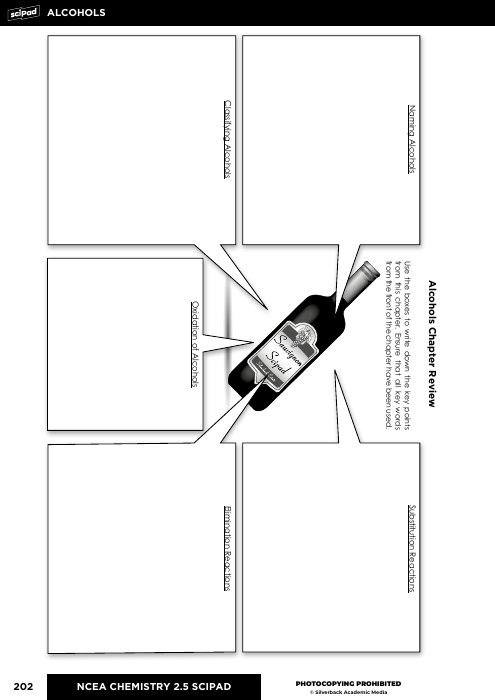 scipad
ALCOHOLS
Alcohols Chapter Review
Use the boxes to write down the key points
from this chapter. Ensure that all key words
from the front of the chapter have been used.
Naming Alcohols
Classifying Alcohols
Oxidation of Alcohols
Substitution Reactions
Elimination Reactions
Sauvignon
Scipad
202
NCEA CHEMISTRY 2.5 SCIPAD
PHOTOCOPYING PROHIBITED
© Silverback Academic Media